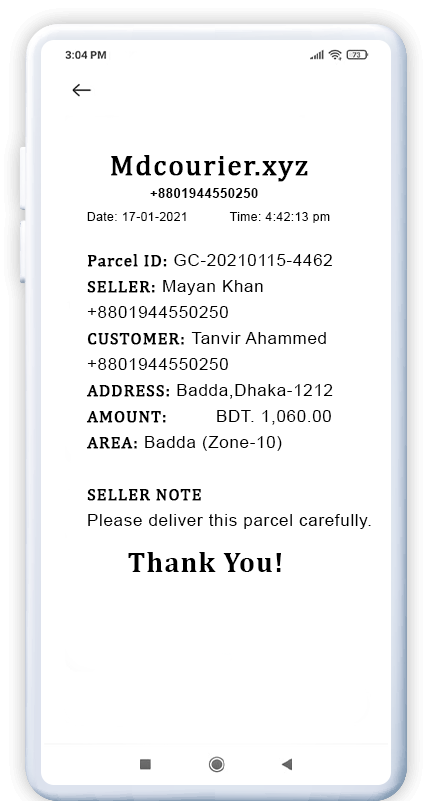 3:04 PM 73
Mdcourier.xyz
+8801944550250
Date: 17-01-2021 Time: 4:42:13 pm
Parcel ID: GC-20210115-4462
SELLER: Mayan Khan
+8801944550250
CUSTOMER: Tanvir Ahammed
+8801944550250
ADDRESS: Badda,Dhaka-1212
AMOUNT: BDT. 1,060.00
AREA: Badda (Zone-10)
SELLER NOTE
Please deliver this parcel carefully.
Thank You!